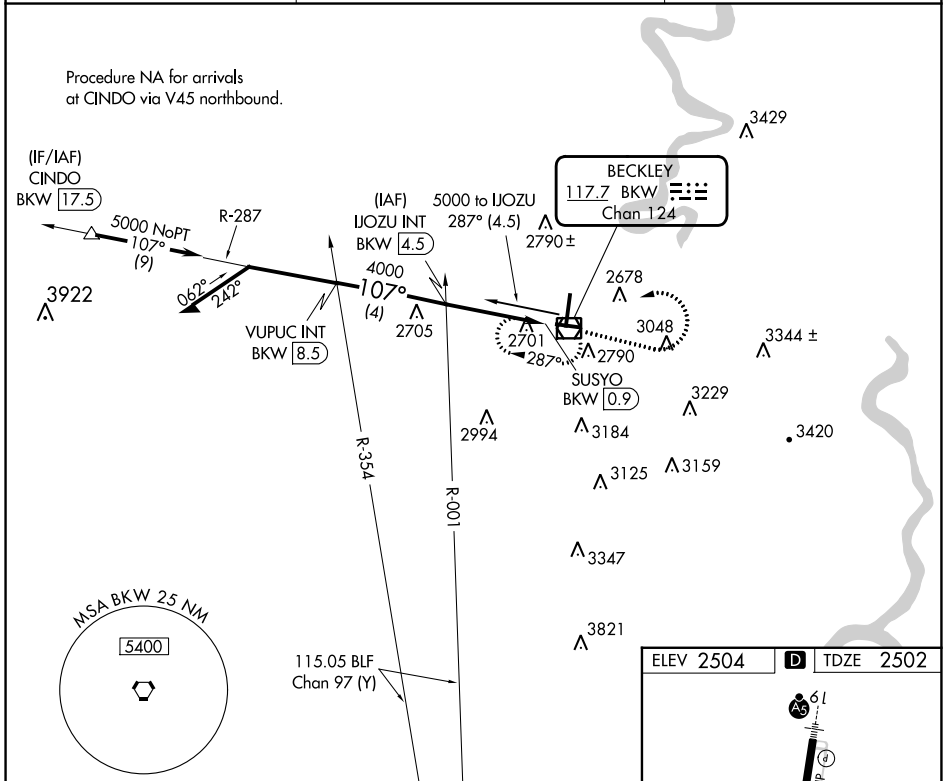 Procedure NA for arrivals
at CINDO via V45 northbound.
3429
(IF/IAF)
CINDO
BKW 17.5
5000 NoPT
107°
(9)
R-287
(IAF)
IJOZU INT
BKW 4.5
5000 to IJOZU
287° (4.5)
BECKLEY
117.7 BKW
Chan 124
2790 ±
3922
062°
242°
4000
107°
(4)
2705
2678
VUPUC INT
BKW 8.5
2701
287°
3048
2790
3344 ±
SUSYO
BKW 0.9
3229
2994
3184
3420
R-354
R-001
3125
3159
3347
MSA BKW 25 NM
5400
3821
115.05 BLF
Chan 97 (Y)
ELEV 2504
D
TDZE 2502
A5
19
P